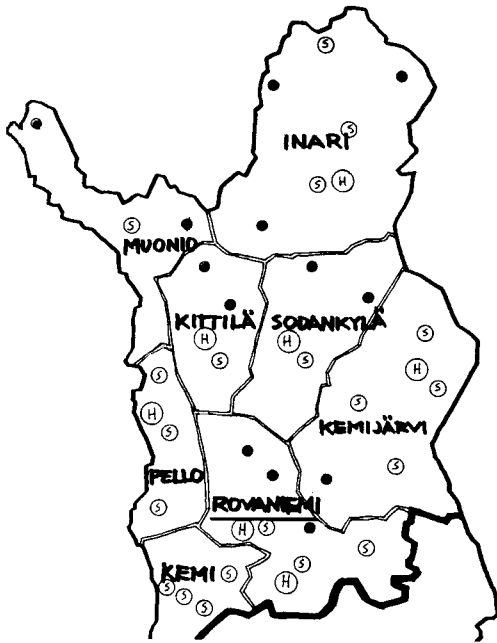 S
S
INARI
S H
S
MUONIO
KITTILÄ SODANKYLÄ
S
H H
S S
H
S
S
S
H
KEMIJÄRVI
S
S
PELLO
ROVANIEMI
S
H S
S
S
KEMI S
H
S
S S